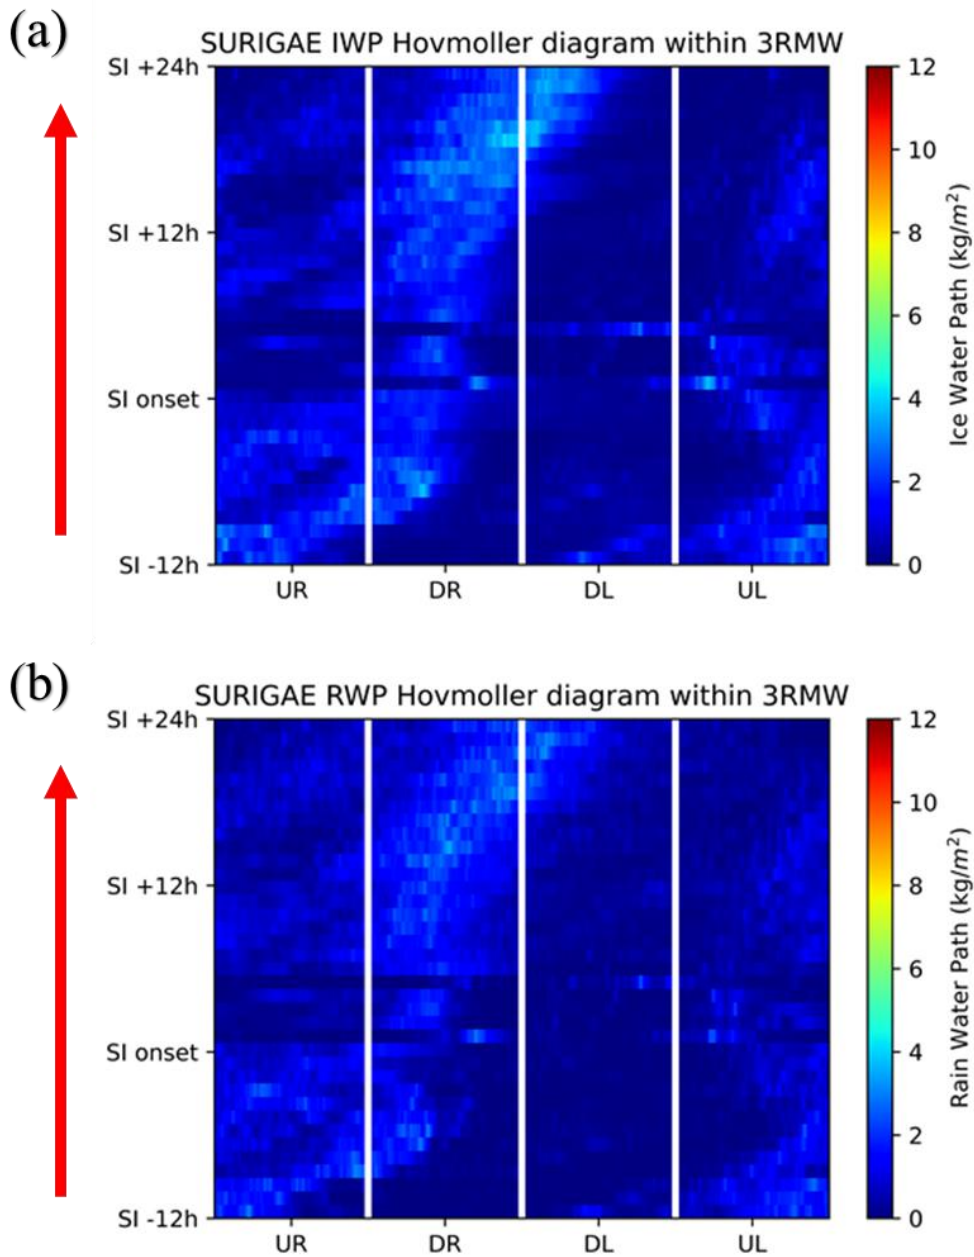 (a)
SURIGAE IWP Hovmoller diagram within 3RMW
SI +24h
SI +12h
SI onset
SI -12h
UR DR DL UL
12
10
8
6
4
2
0
Ice Water Path (kg/m²)
(b)
SURIGAE RWP Hovmoller diagram within 3RMW
SI +24h
SI +12h
SI onset
SI -12h
UR DR DL UL
12
10
8
6
4
2
0
Rain Water Path (kg/m²)